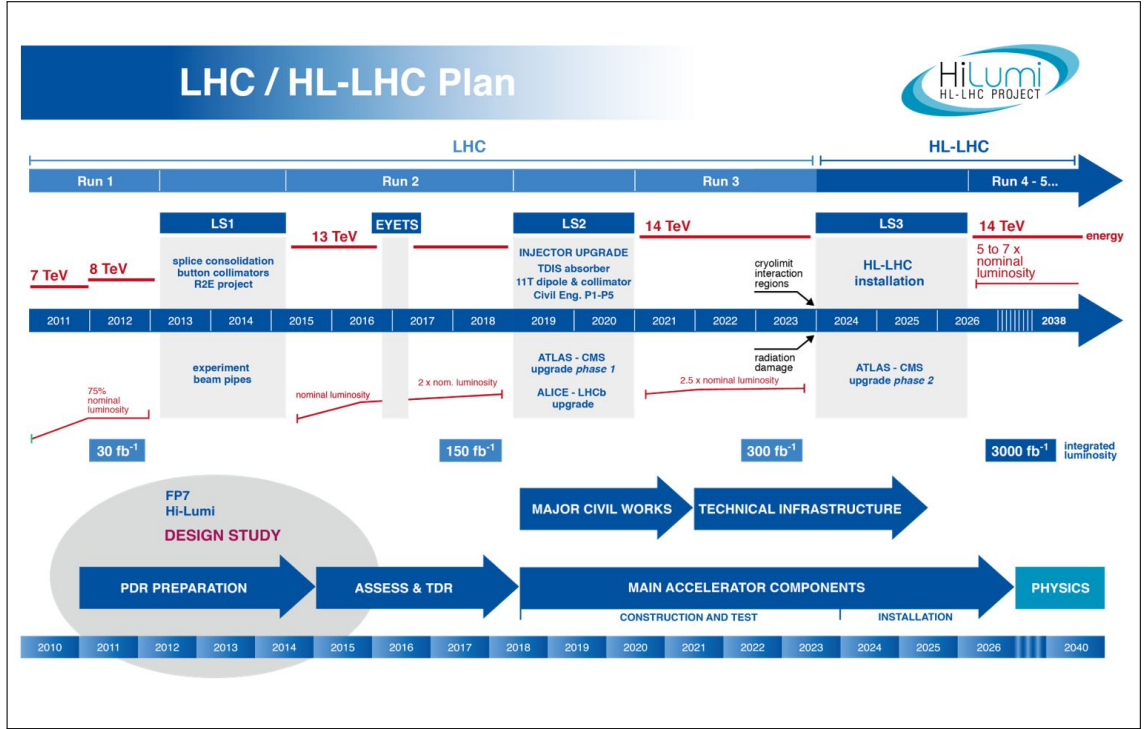 LHC / HL-LHC Plan
HiLumi
HL-LHC PROJECT
LHC
HL-LHC
Run 1
Run 2
Run 3
Run 4 - 5...
LS1
EYETS
LS2
LS3
13 TeV
14 TeV
14 TeV
energy
7 TeV
8 TeV
splice consolidation
button collimators
R2E project
INJECTOR UPGRADE
TDIS absorber
11T dipole & collimator
Civil Eng. P1-P5
cryolimit
interaction
regions
HL-LHC
installation
5 to 7 x
nominal
luminosity
2011 2012 2013 2014 2015 2016 2017 2018 2019 2020 2021 2022 2023 2024 2025 2026 2038
experiment
beam pipes
75%
nominal
luminosity
nominal luminosity
2 x nom. luminosity
ATLAS - CMS
upgrade phase 1
ALICE - LHCb
upgrade
radiation
damage
2.5 x nominal luminosity
ATLAS - CMS
upgrade phase 2
30 fb-1
150 fb-1
300 fb-1
3000 fb-1
integrated
luminosity
FP7
Hi-Lumi
DESIGN STUDY
MAJOR CIVIL WORKS
TECHNICAL INFRASTRUCTURE
PDR PREPARATION
ASSESS & TDR
MAIN ACCELERATOR COMPONENTS
PHYSICS
CONSTRUCTION AND TEST
INSTALLATION
2010 2011 2012 2013 2014 2015 2016 2017 2018 2019 2020 2021 2022 2023 2024 2025 2026 2040